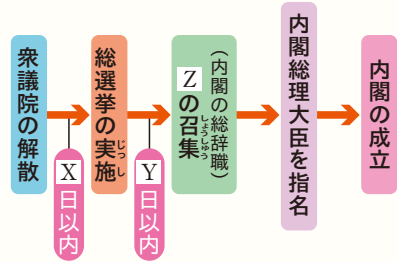 衆議院の解散
X
日以内
総選挙の実施
じっし
Y
日以内
Zの召集
しょうしゅう
（内閣の総辞職）
内閣総理大臣を指名
内閣の成立